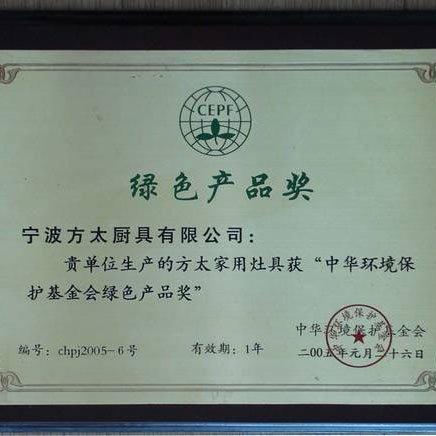 CEPF
绿色产品奖
宁波方太厨具有限公司：
贵单位生产的方太家用灶具获“中华环境保
护基金会绿色产品奖”
中华环境保护基金会
编号：chpj2005-6号 有效期：1年
二00五年元月二十六日